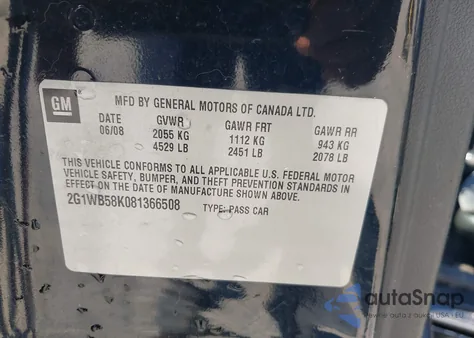 GM
MFD BY GENERAL MOTORS OF CANADA LTD.
DATE GVWR GAWR FRT GAWR RR
06/08 2055 KG 1112 KG 943 KG
4529 LB 2451 LB 2078 LB
THIS VEHICLE CONFORMS TO ALL APPLICABLE U.S. FEDERAL MOTOR
VEHICLE SAFETY, BUMPER, AND THEFT PREVENTION STANDARDS IN
EFFECT ON THE DATE OF MANUFACTURE SHOWN ABOVE.
2G1WB58K081366508 TYPE: PASS CAR
autoSnap